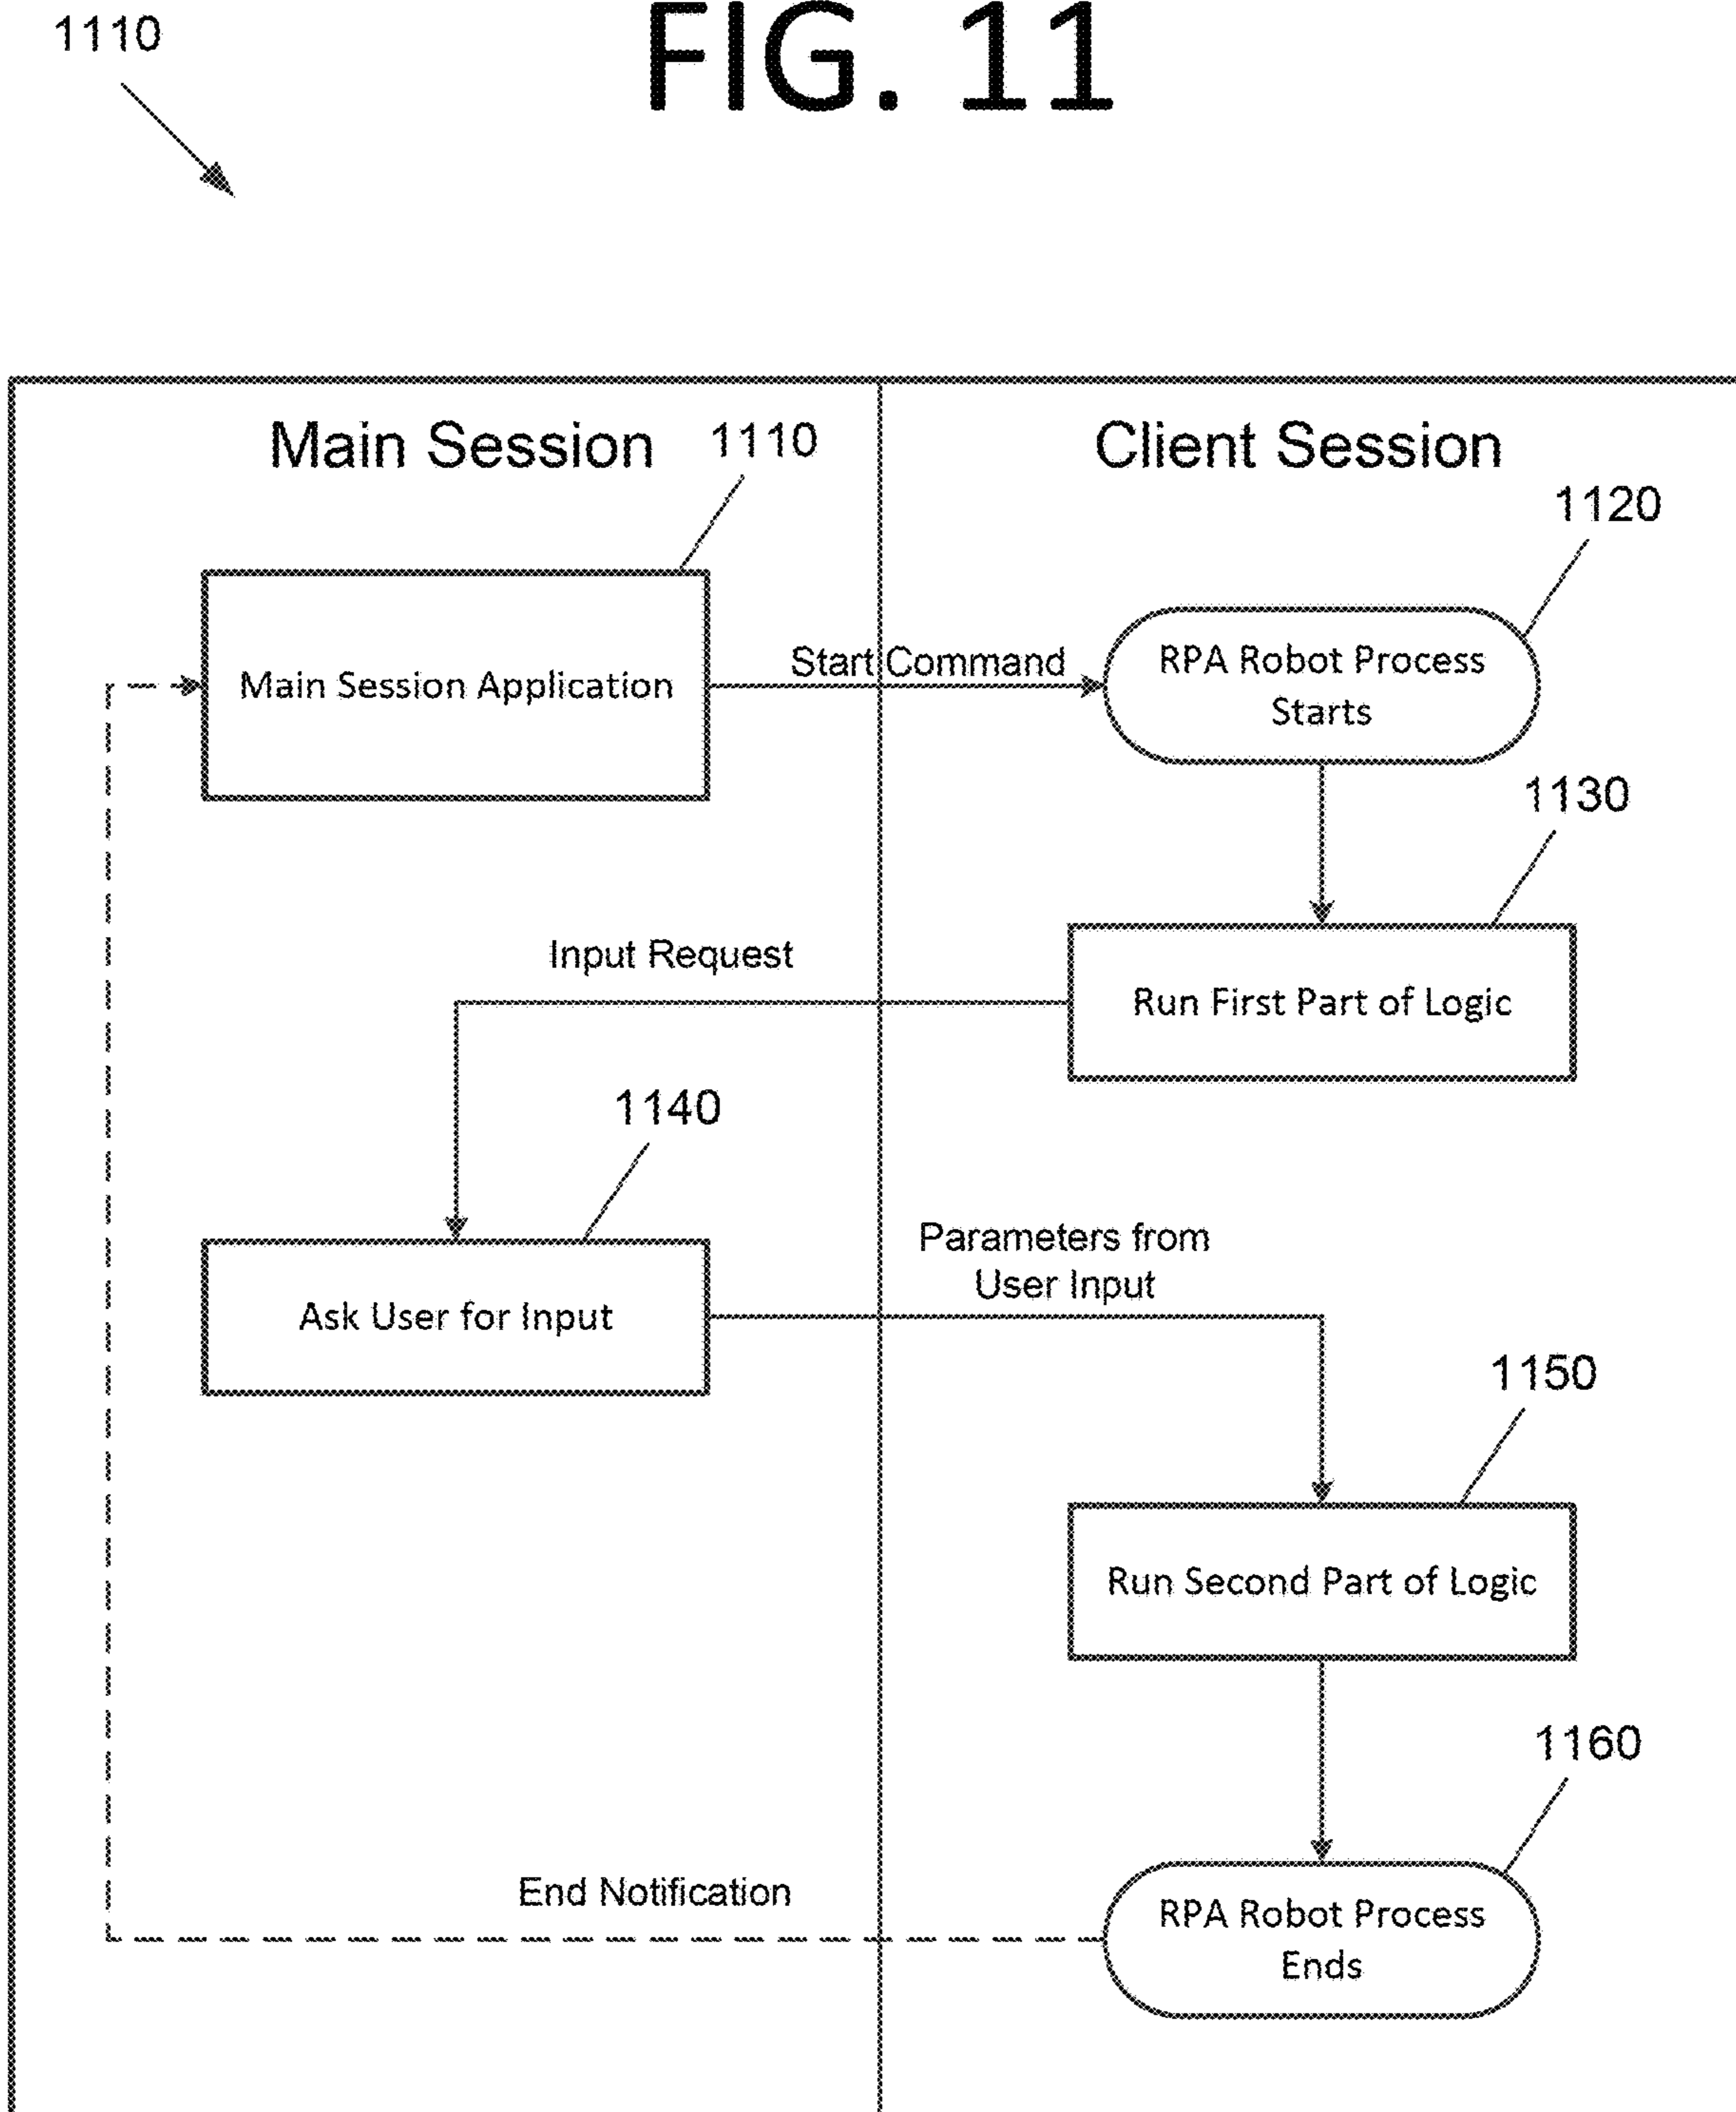 1110
FIG. 11
Main Session
1110
Client Session
1120
Main Session Application
Start Command
RPA Robot Process
Starts
1130
Input Request
Run First Part of Logic
1140
Ask User for Input
Parameters from
User Input
1150
Run Second Part of Logic
1160
End Notification
RPA Robot Process
Ends